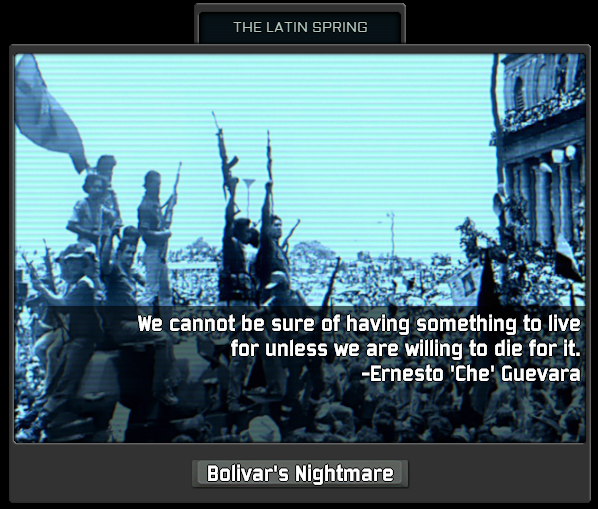 THE LATIN SPRING
We cannot be sure of having something to live
for unless we are willing to die for it.
-Ernesto 'Che' Guevara
Bolivar's Nightmare